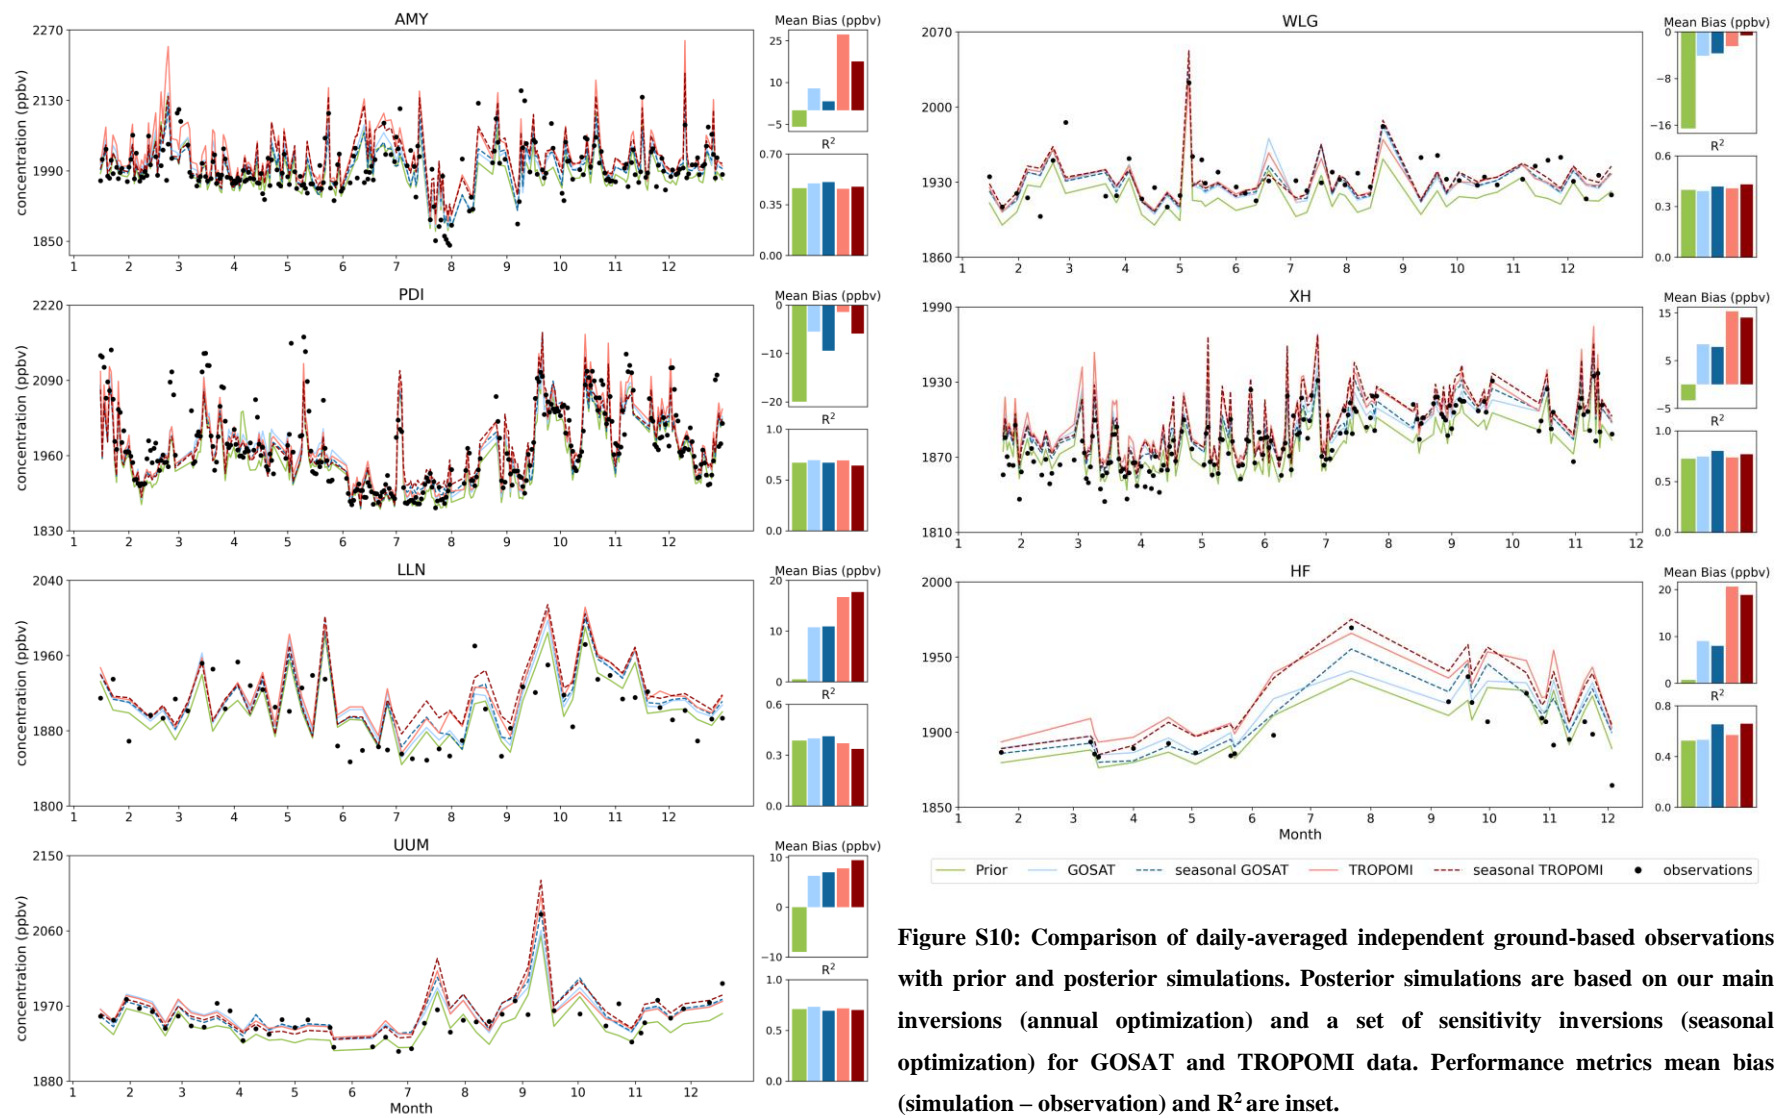 AMY
concentration (ppbv)
2270
2130
1990
1850
1 2 3 4 5 6 7 8 9 10 11 12
Mean Bias (ppbv)
25
10
−5
R²
0.70
0.35
0.00
WLG
2070
2000
1930
1860
1 2 3 4 5 6 7 8 9 10 11 12
Mean Bias (ppbv)
0
−8
−16
R²
0.6
0.3
0.0
PDI
concentration (ppbv)
2220
2090
1960
1830
1 2 3 4 5 6 7 8 9 10 11 12
Mean Bias (ppbv)
0
−10
−20
R²
1.0
0.5
0.0
XH
1990
1930
1870
1810
1 2 3 4 5 6 7 8 9 10 11 12
Mean Bias (ppbv)
15
5
−5
R²
1.0
0.5
0.0
LLN
concentration (ppbv)
2040
1960
1880
1800
1 2 3 4 5 6 7 8 9 10 11 12
Mean Bias (ppbv)
20
10
0
R²
0.6
0.3
0.0
HF
2000
1950
1900
1850
1 2 3 4 5 6 7 8 9 10 11 12
Month
Mean Bias (ppbv)
20
10
0
R²
0.8
0.4
0.0
UUM
concentration (ppbv)
2150
2060
1970
1880
1 2 3 4 5 6 7 8 9 10 11 12
Month
Mean Bias (ppbv)
10
0
−10
R²
1.0
0.5
0.0
Prior GOSAT seasonal GOSAT TROPOMI seasonal TROPOMI observations
Figure S10: Comparison of daily-averaged independent ground-based observations
with prior and posterior simulations. Posterior simulations are based on our main
inversions (annual optimization) and a set of sensitivity inversions (seasonal
optimization) for GOSAT and TROPOMI data. Performance metrics mean bias
(simulation – observation) and R² are inset.